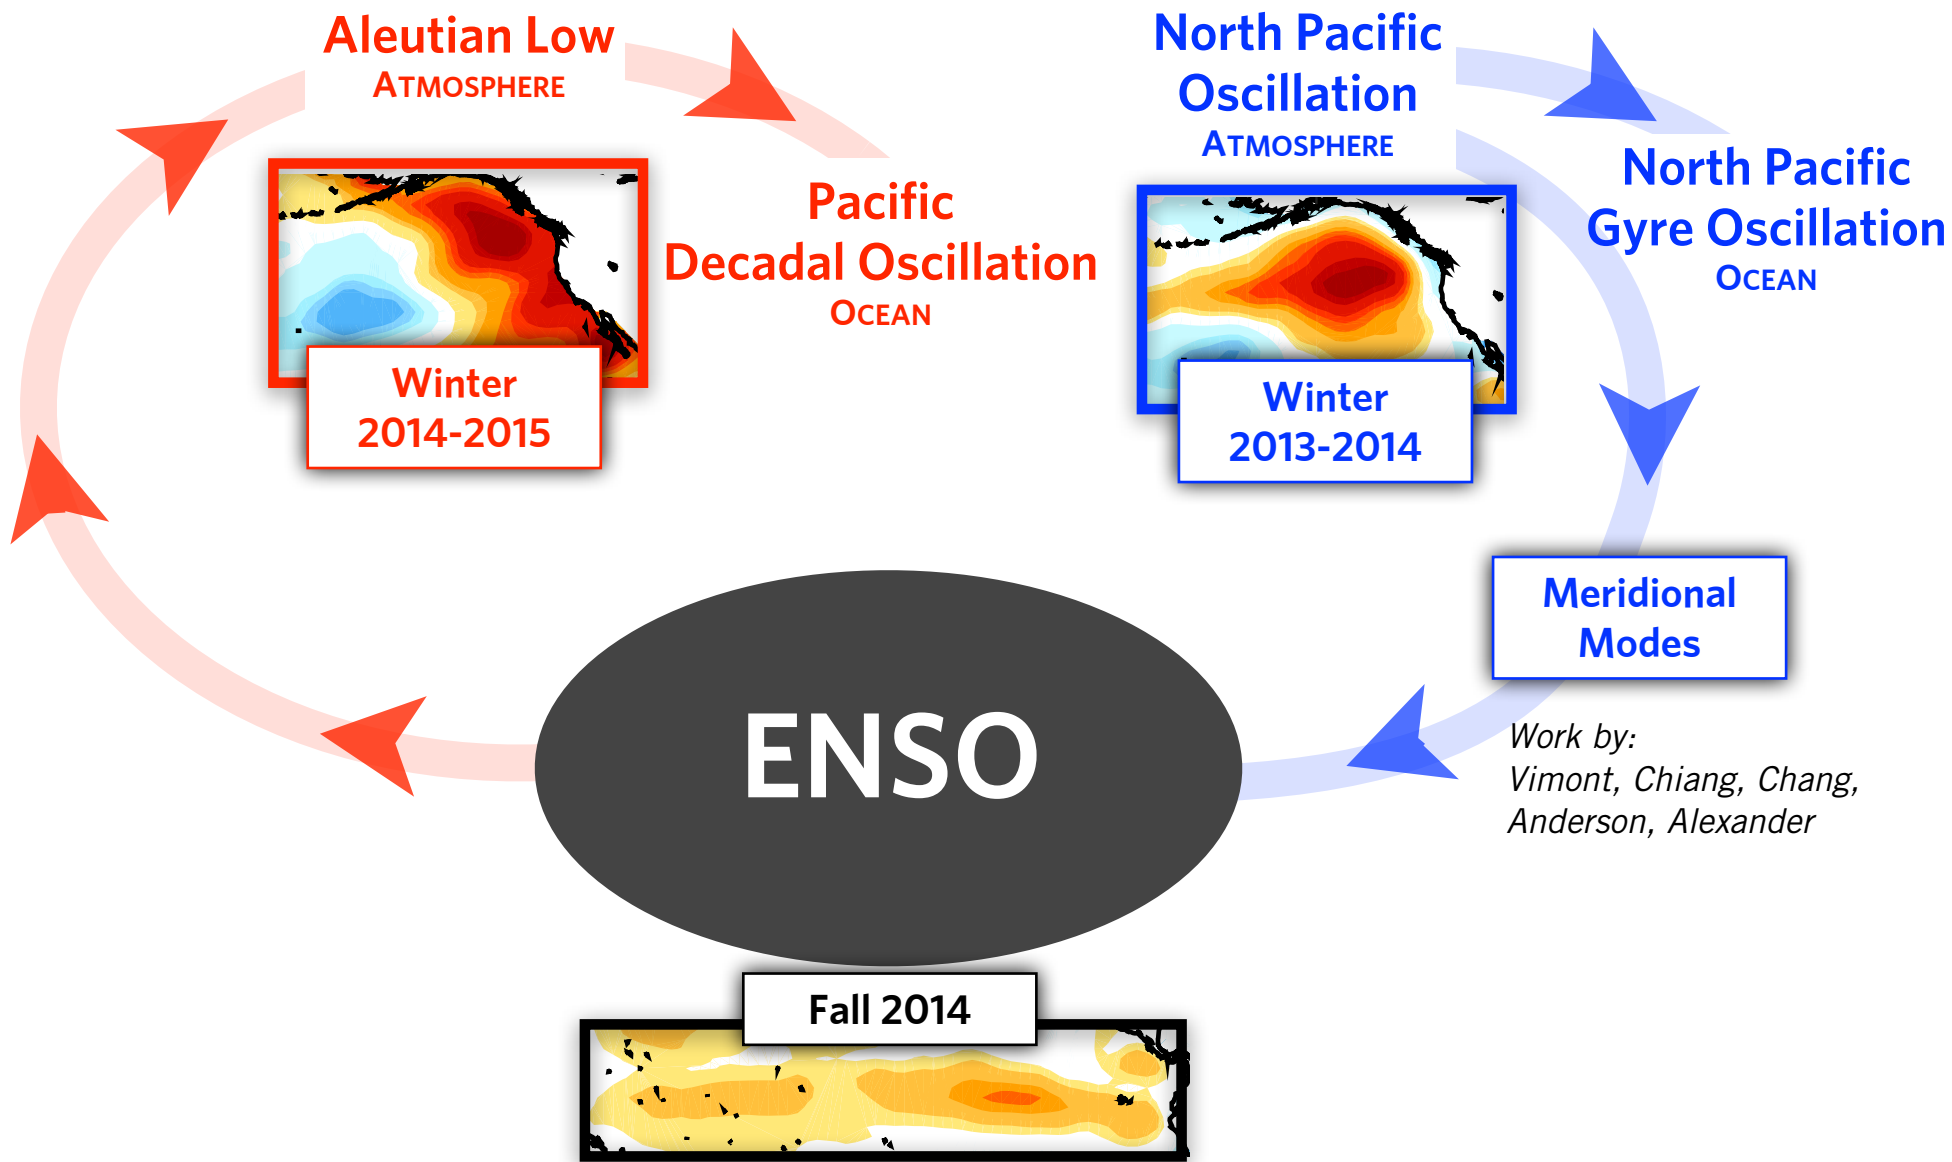 Aleutian Low
ATMOSPHERE
Pacific
Decadal Oscillation
OCEAN
Winter
2014-2015
North Pacific
Oscillation
ATMOSPHERE
North Pacific
Gyre Oscillation
OCEAN
Winter
2013-2014
Meridional
Modes
Work by:
Vimont, Chiang, Chang,
Anderson, Alexander
ENSO
Fall 2014